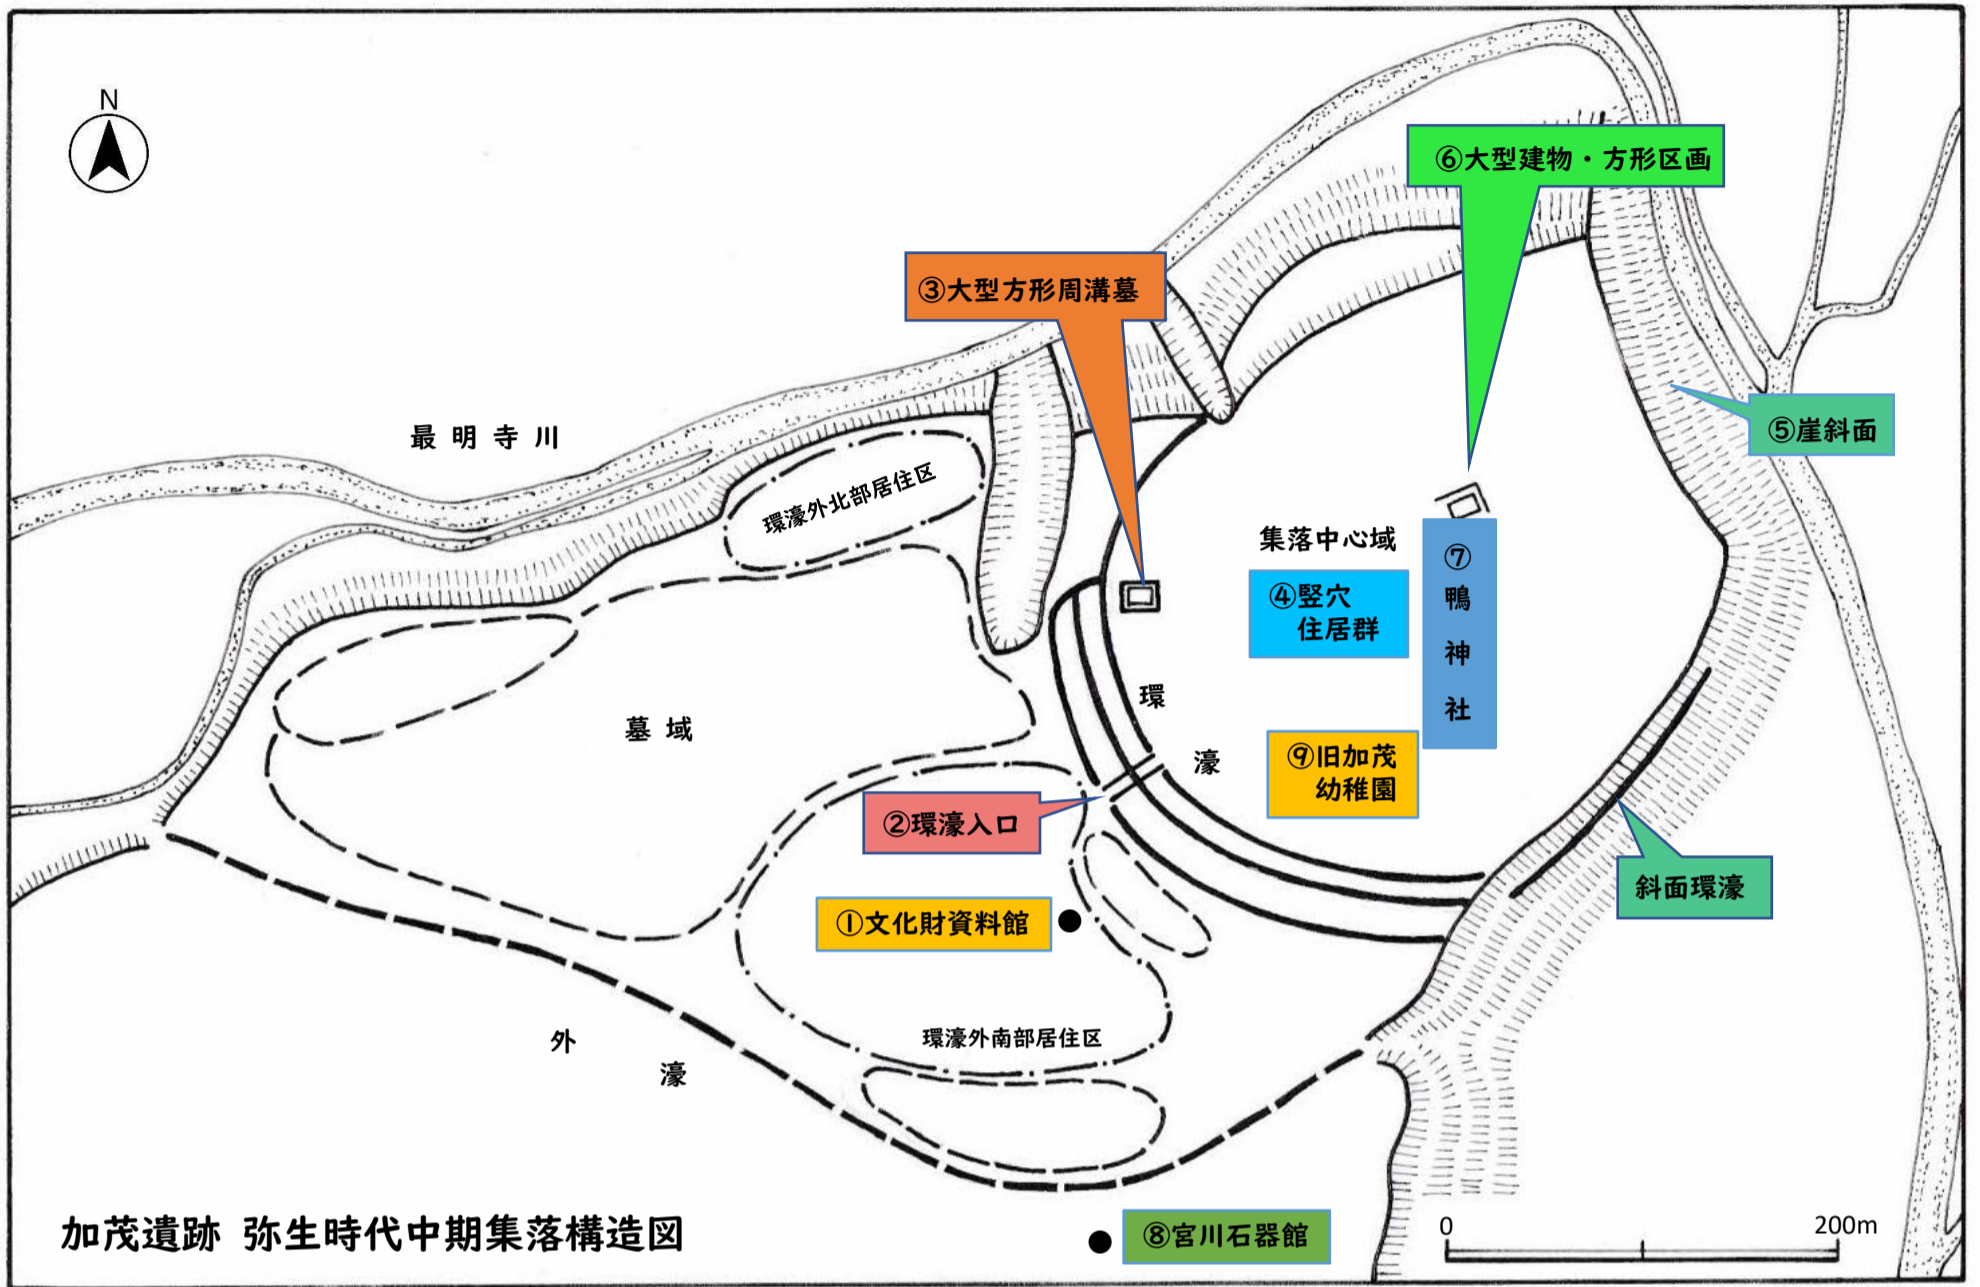 N
⑥大型建物・方形区画
③大型方形周溝墓
最明寺川
⑤崖斜面
環濠外北部居住区
集落中心域
④竪穴
住居群
⑦鴨神社
環濠
墓域
⑨旧加茂
幼稚園
②環濠入口
斜面環濠
①文化財資料館
環濠外南部居住区
外濠
加茂遺跡 弥生時代中期集落構造図
⑧宮川石器館
0 200m